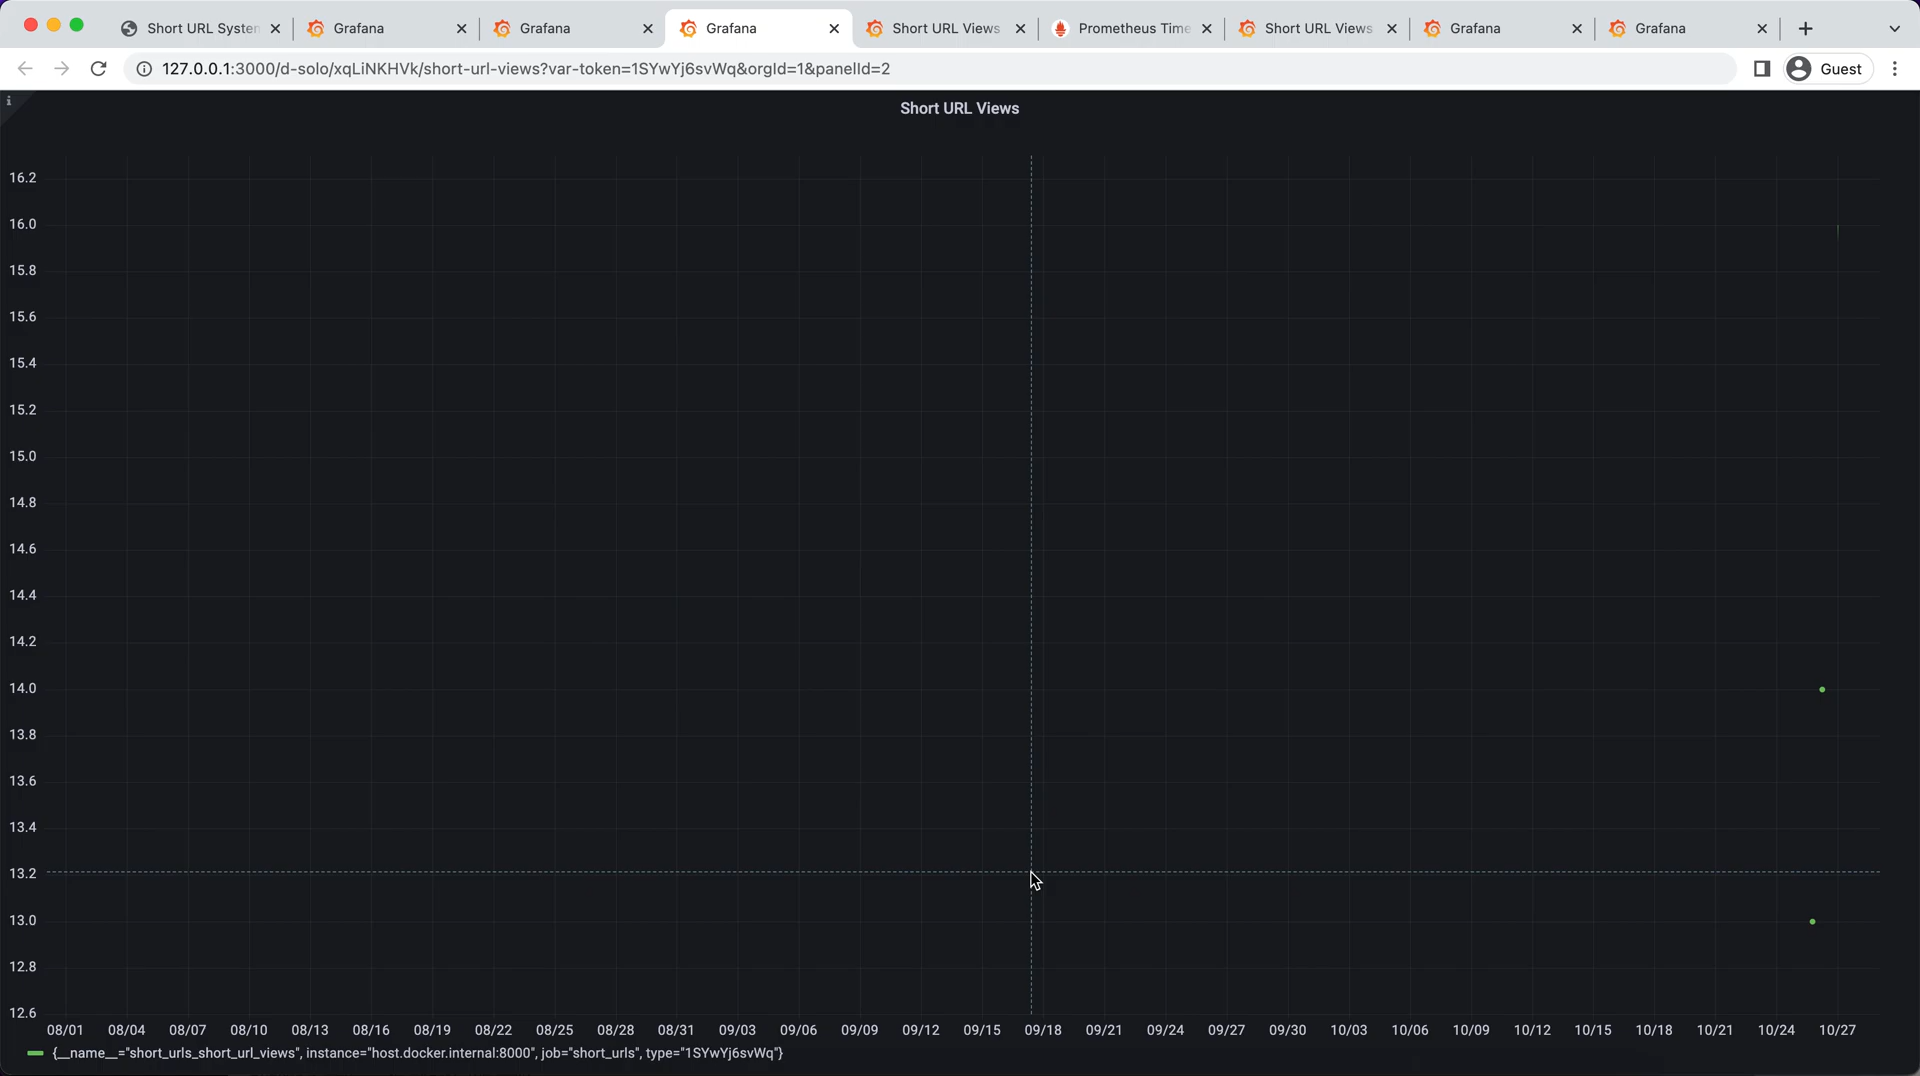 Short URL System
Grafana
Grafana
Grafana
Short URL Views
Prometheus Time
Short URL Views
Grafana
Grafana
127.0.0.1:3000/d-solo/xqLiNKHVk/short-url-views?var-token=1SYwYj6svWq&orgId=1&panelId=2
Guest
i
Short URL Views
16.2
16.0
15.8
15.6
15.4
15.2
15.0
14.8
14.6
14.4
14.2
14.0
13.8
13.6
13.4
13.2
13.0
12.8
12.6
08/01 08/04 08/07 08/10 08/13 08/16 08/19 08/22 08/25 08/28 08/31 09/03 09/06 09/09 09/12 09/15 09/18 09/21 09/24 09/27 09/30 10/03 10/06 10/09 10/12 10/15 10/18 10/21 10/24 10/27
{__name__="short_urls_short_url_views", instance="host.docker.internal:8000", job="short_urls", type="1SYwYj6svWq"}